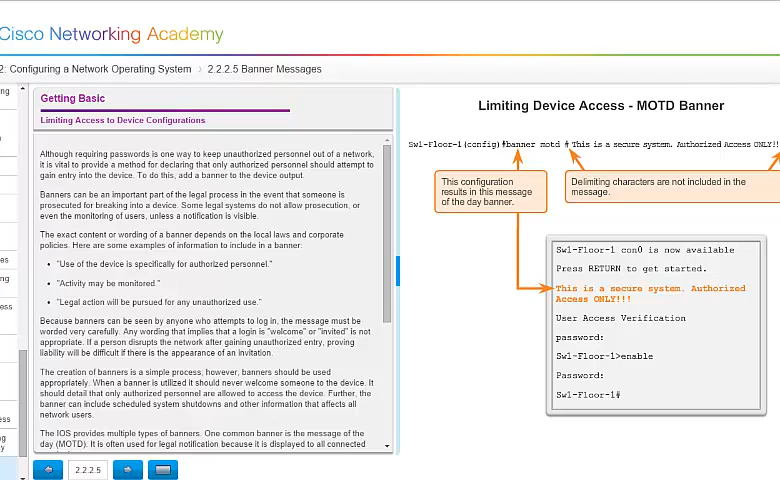 Cisco Networking Academy
2: Configuring a Network Operating System › 2.2.2.5 Banner Messages
Getting Basic
Limiting Access to Device Configurations
Although requiring passwords is one way to keep unauthorized personnel out of a network,
it is vital to provide a method for declaring that only authorized personnel should attempt to
gain entry into the device. To do this, add a banner to the device output.
Banners can be an important part of the legal process in the event that someone is
prosecuted for breaking into a device. Some legal systems do not allow prosecution, or
even the monitoring of users, unless a notification is visible.
The exact content or wording of a banner depends on the local laws and corporate
policies. Here are some examples of information to include in a banner:
• "Use of the device is specifically for authorized personnel."
• "Activity may be monitored."
• "Legal action will be pursued for any unauthorized use."
Because banners can be seen by anyone who attempts to log in, the message must be
worded very carefully. Any wording that implies that a login is "welcome" or "invited" is not
appropriate. If a person disrupts the network after gaining unauthorized entry, proving
liability will be difficult if there is the appearance of an invitation.
The creation of banners is a simple process; however, banners should be used
appropriately. When a banner is utilized it should never welcome someone to the device. It
should detail that only authorized personnel are allowed to access the device. Further, the
banner can include scheduled system shutdowns and other information that affects all
network users.
The IOS provides multiple types of banners. One common banner is the message of the
day (MOTD). It is often used for legal notification because it is displayed to all connected
2.2.2.5
Limiting Device Access - MOTD Banner
Sw1-Floor-1(config)#banner motd # This is a secure system. Authorized Access ONLY!!
This configuration
results in this message
of the day banner.
Delimiting characters are not included in the
message.
Sw1-Floor-1 con0 is now available
Press RETURN to get started.
This is a secure system. Authorized
Access ONLY!!!
User Access Verification
password:
Sw1-Floor-1>enable
Password:
Sw1-Floor-1#